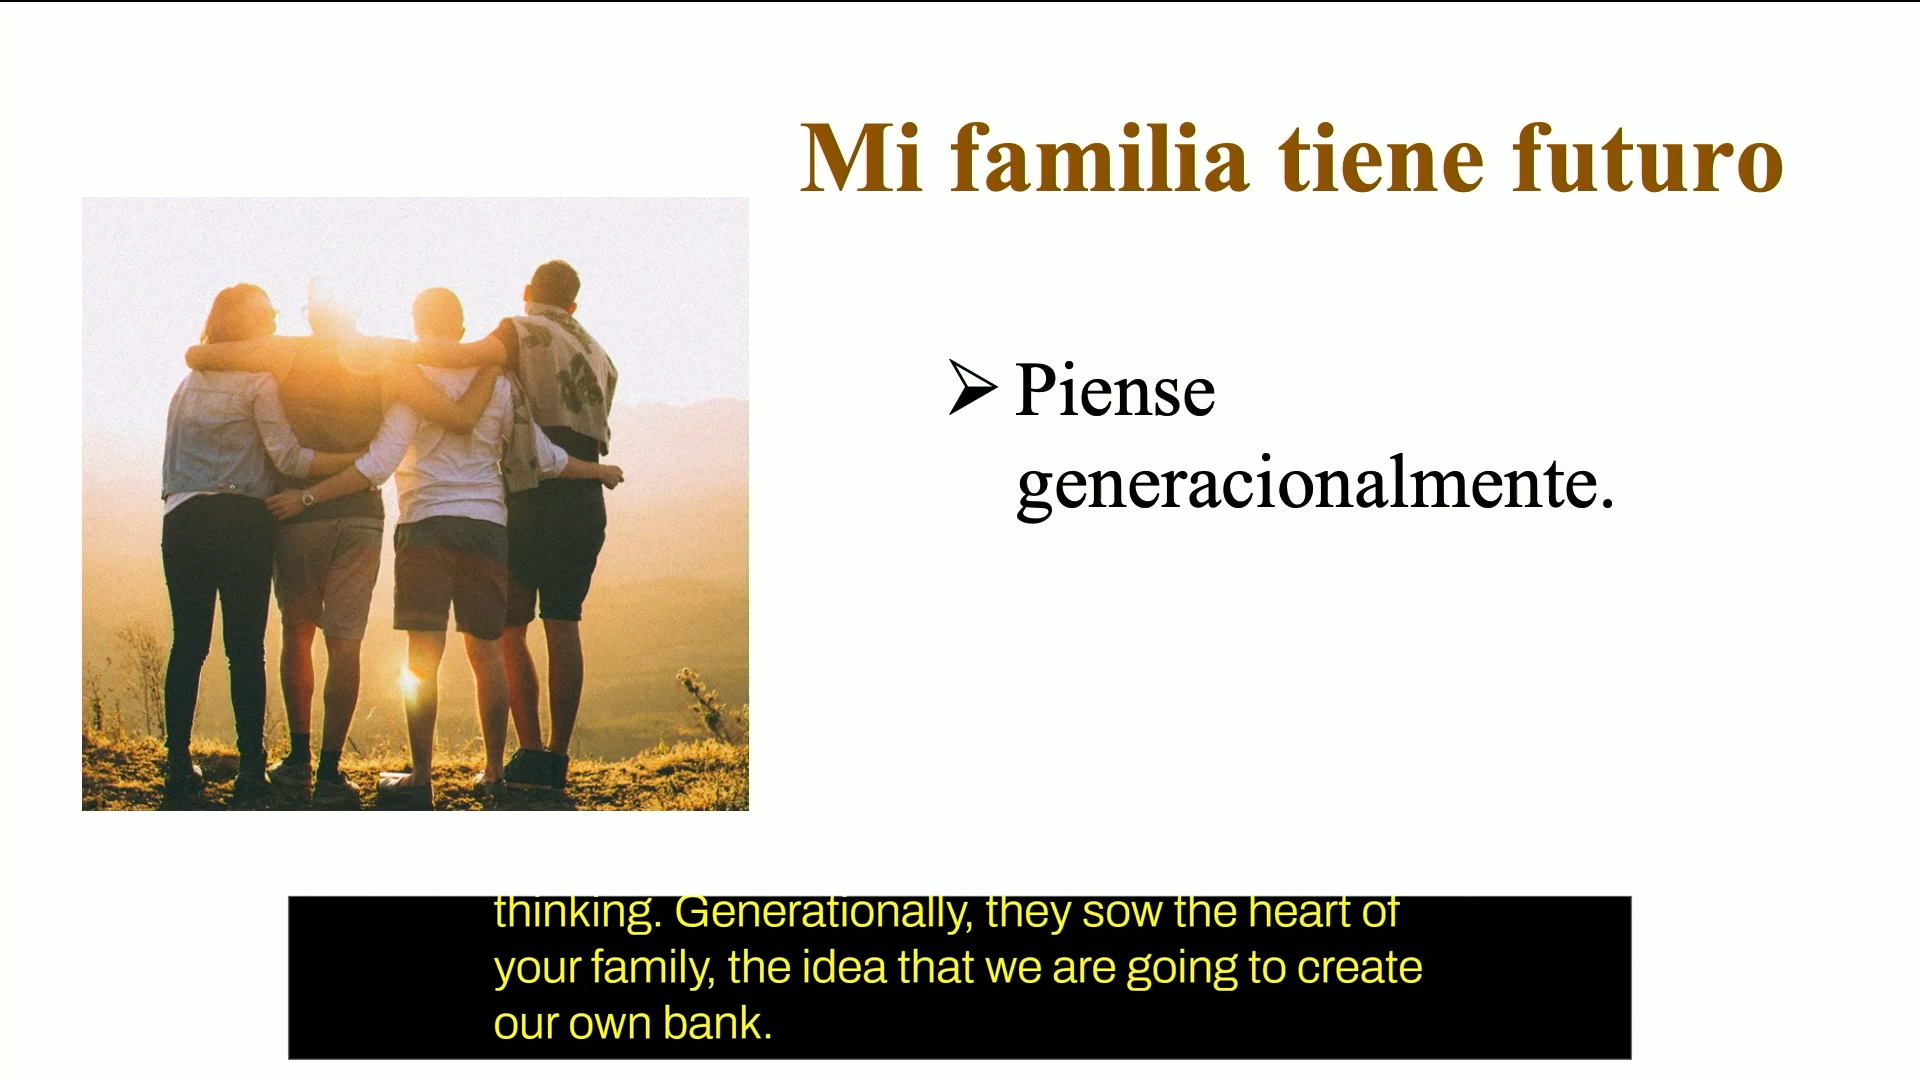 Mi familia tiene futuro
Piense
generacionalmente.
thinking. Generationally, they sow the heart of
your family, the idea that we are going to create
our own bank.